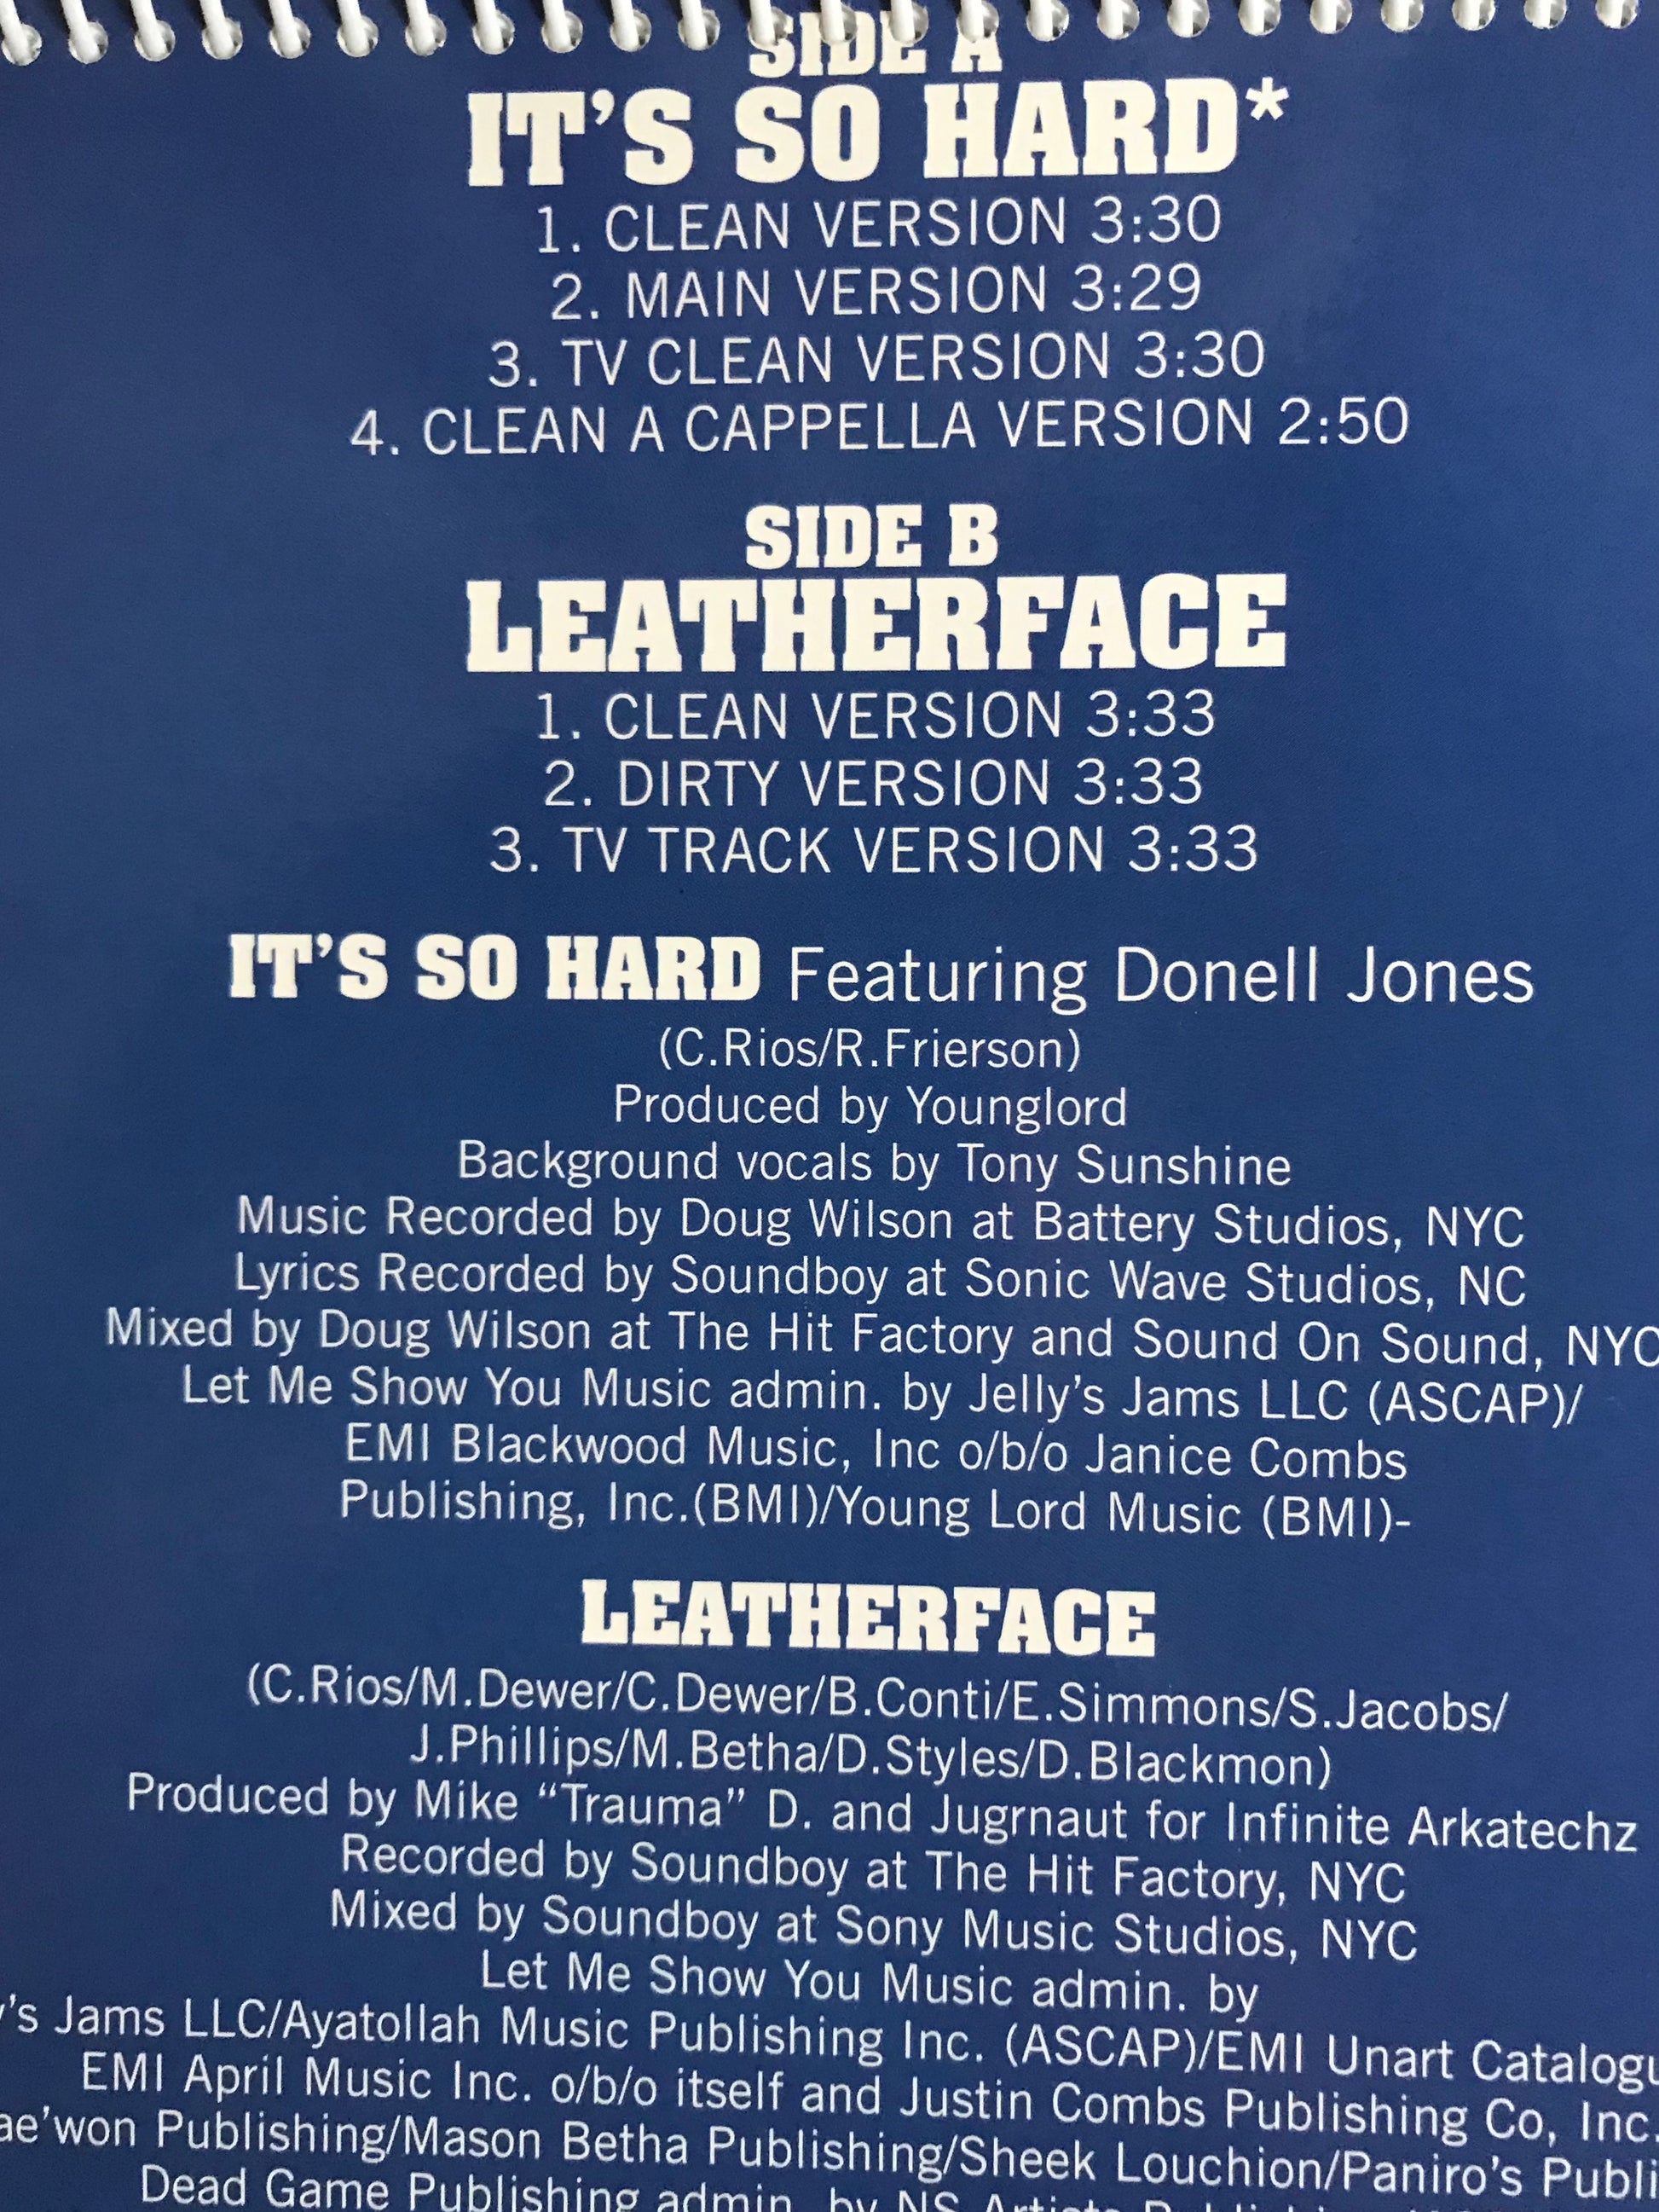 SIDE A
IT'S SO HARD*
1. CLEAN VERSION 3:30
2. MAIN VERSION 3:29
3. TV CLEAN VERSION 3:30
4. CLEAN A CAPPELLA VERSION 2:50
SIDE B
LEATHERFACE
1. CLEAN VERSION 3:33
2. DIRTY VERSION 3:33
3. TV TRACK VERSION 3:33
IT'S SO HARD Featuring Donell Jones
(C.Rios/R.Frierson)
Produced by Younglord
Background vocals by Tony Sunshine
Music Recorded by Doug Wilson at Battery Studios, NYC
Lyrics Recorded by Soundboy at Sonic Wave Studios, NC
Mixed by Doug Wilson at The Hit Factory and Sound On Sound, NYC
Let Me Show You Music admin. by Jelly's Jams LLC (ASCAP)/
EMI Blackwood Music, Inc o/b/o Janice Combs
Publishing, Inc.(BMI)/Young Lord Music (BMI)-
LEATHERFACE
(C.Rios/M.Dewer/C.Dewer/B.Conti/E.Simmons/S.Jacobs/
J.Phillips/M.Betha/D.Styles/D.Blackmon)
Produced by Mike “Trauma” D. and Jugrnaut for Infinite Arkatechz
Recorded by Soundboy at The Hit Factory, NYC
Mixed by Soundboy at Sony Music Studios, NYC
Let Me Show You Music admin. by
's Jams LLC/Ayatollah Music Publishing Inc. (ASCAP)/EMI Unart Catalogu
EMI April Music Inc. o/b/o itself and Justin Combs Publishing Co, Inc.
ae'won Publishing/Mason Betha Publishing/Sheek Louchion/Paniro's Publi
Dead Game Publishing admin. by NS